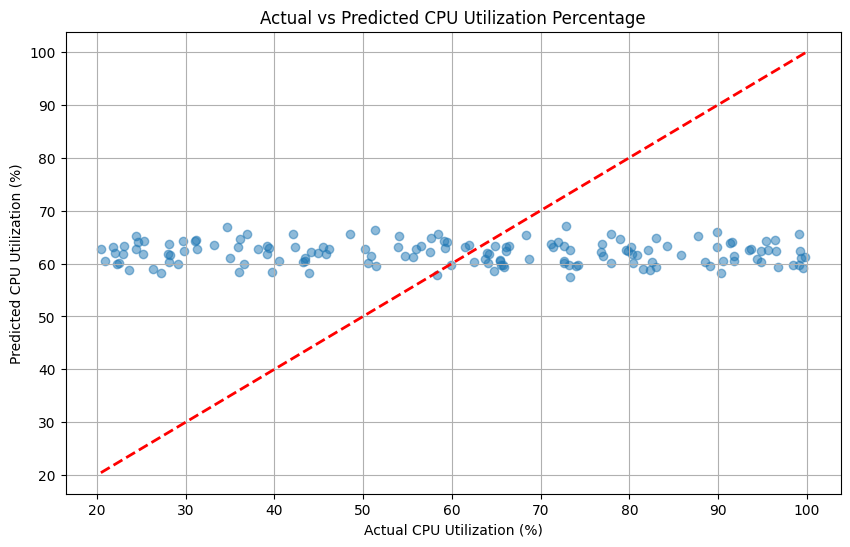 Actual vs Predicted CPU Utilization Percentage
Predicted CPU Utilization (%)
100
90
80
70
60
50
40
30
20
20 30 40 50 60 70 80 90 100
Actual CPU Utilization (%)